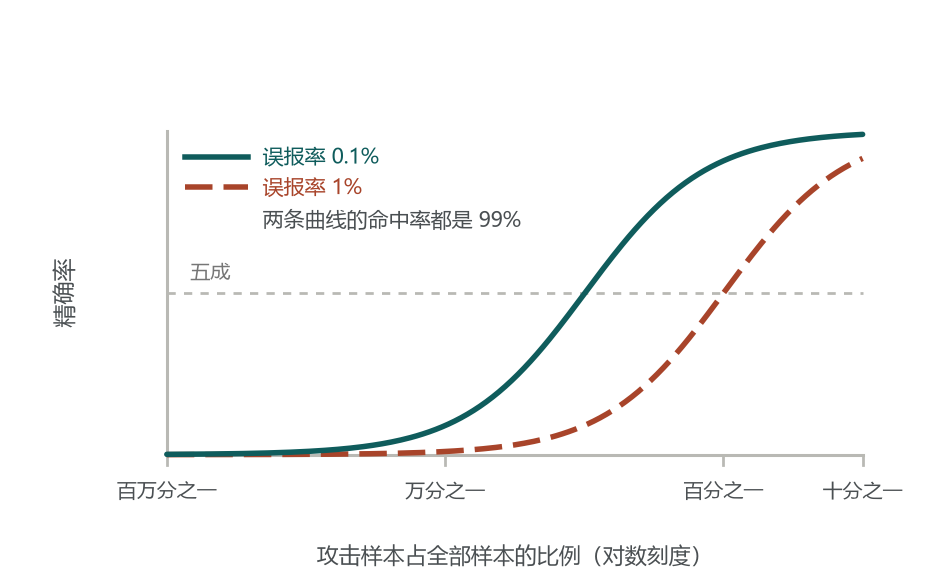 误报率 0.1%
误报率 1%
两条曲线的命中率都是 99%
五成
精确率
百万分之一
万分之一
百分之一
十分之一
攻击样本占全部样本的比例（对数刻度）